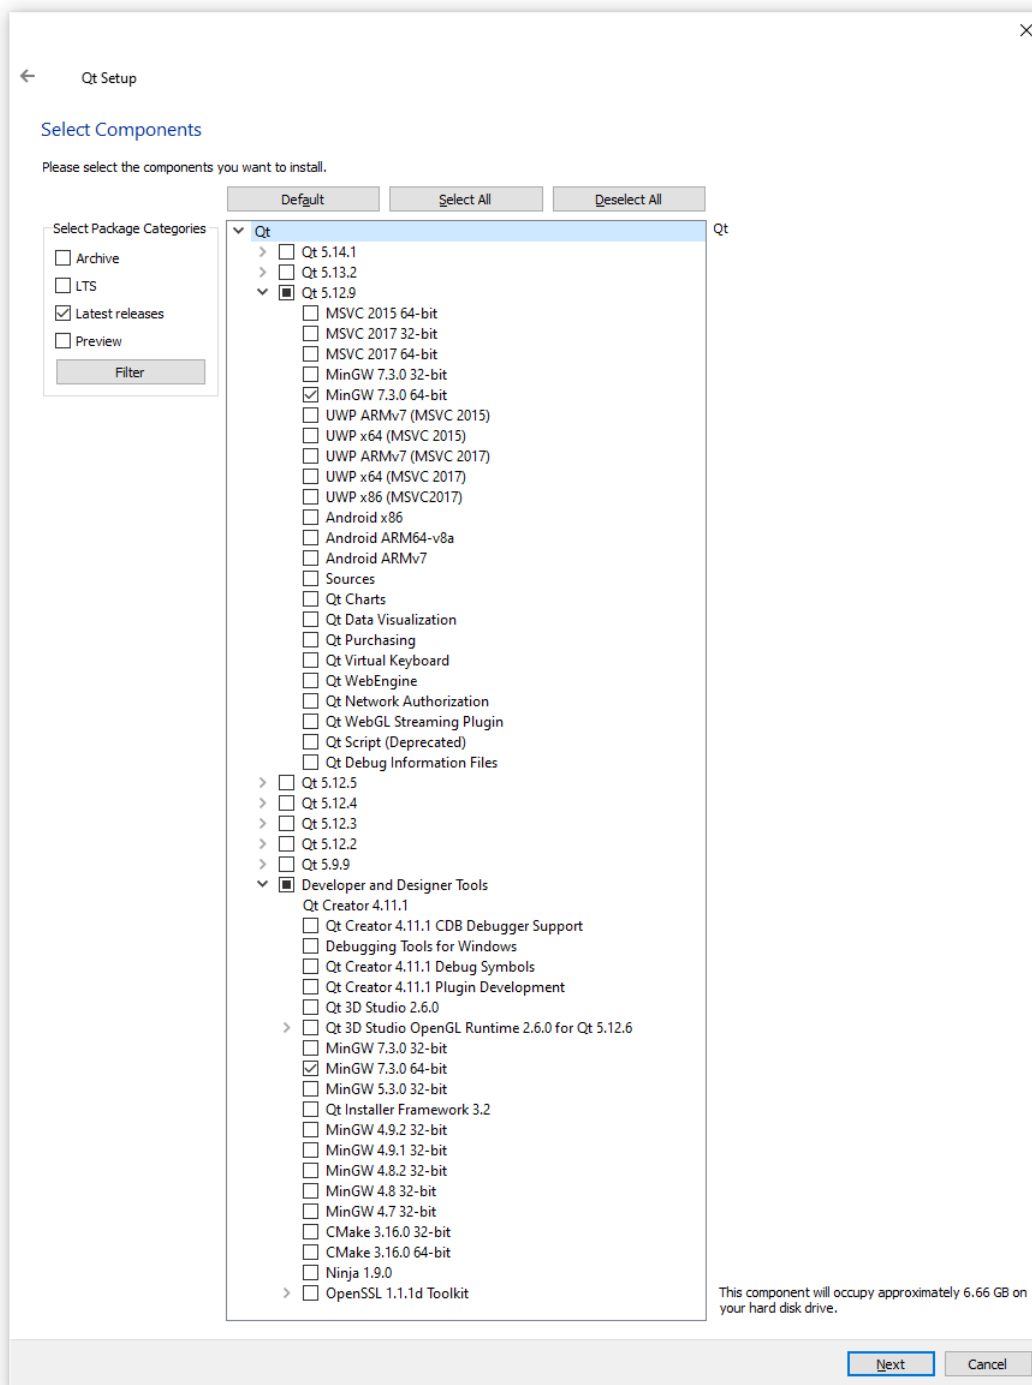 Qt Setup
Select Components
Please select the components you want to install.
Default
Select All
Deselect All
Select Package Categories
Archive
LTS
Latest releases
Preview
Filter
Qt
Qt 5.14.1
Qt 5.13.2
Qt 5.12.9
MSVC 2015 64-bit
MSVC 2017 32-bit
MSVC 2017 64-bit
MinGW 7.3.0 32-bit
MinGW 7.3.0 64-bit
UWP ARMv7 (MSVC 2015)
UWP x64 (MSVC 2015)
UWP ARMv7 (MSVC 2017)
UWP x64 (MSVC 2017)
UWP x86 (MSVC2017)
Android x86
Android ARM64-v8a
Android ARMv7
Sources
Qt Charts
Qt Data Visualization
Qt Purchasing
Qt Virtual Keyboard
Qt WebEngine
Qt Network Authorization
Qt WebGL Streaming Plugin
Qt Script (Deprecated)
Qt Debug Information Files
Qt 5.12.5
Qt 5.12.4
Qt 5.12.3
Qt 5.12.2
Qt 5.9.9
Developer and Designer Tools
Qt Creator 4.11.1
Qt Creator 4.11.1 CDB Debugger Support
Debugging Tools for Windows
Qt Creator 4.11.1 Debug Symbols
Qt Creator 4.11.1 Plugin Development
Qt 3D Studio 2.6.0
Qt 3D Studio OpenGL Runtime 2.6.0 for Qt 5.12.6
MinGW 7.3.0 32-bit
MinGW 7.3.0 64-bit
MinGW 5.3.0 32-bit
Qt Installer Framework 3.2
MinGW 4.9.2 32-bit
MinGW 4.9.1 32-bit
MinGW 4.8.2 32-bit
MinGW 4.8 32-bit
MinGW 4.7 32-bit
CMake 3.16.0 32-bit
CMake 3.16.0 64-bit
Ninja 1.9.0
OpenSSL 1.1.1d Toolkit
Qt
This component will occupy approximately 6.66 GB on
your hard disk drive.
Next
Cancel